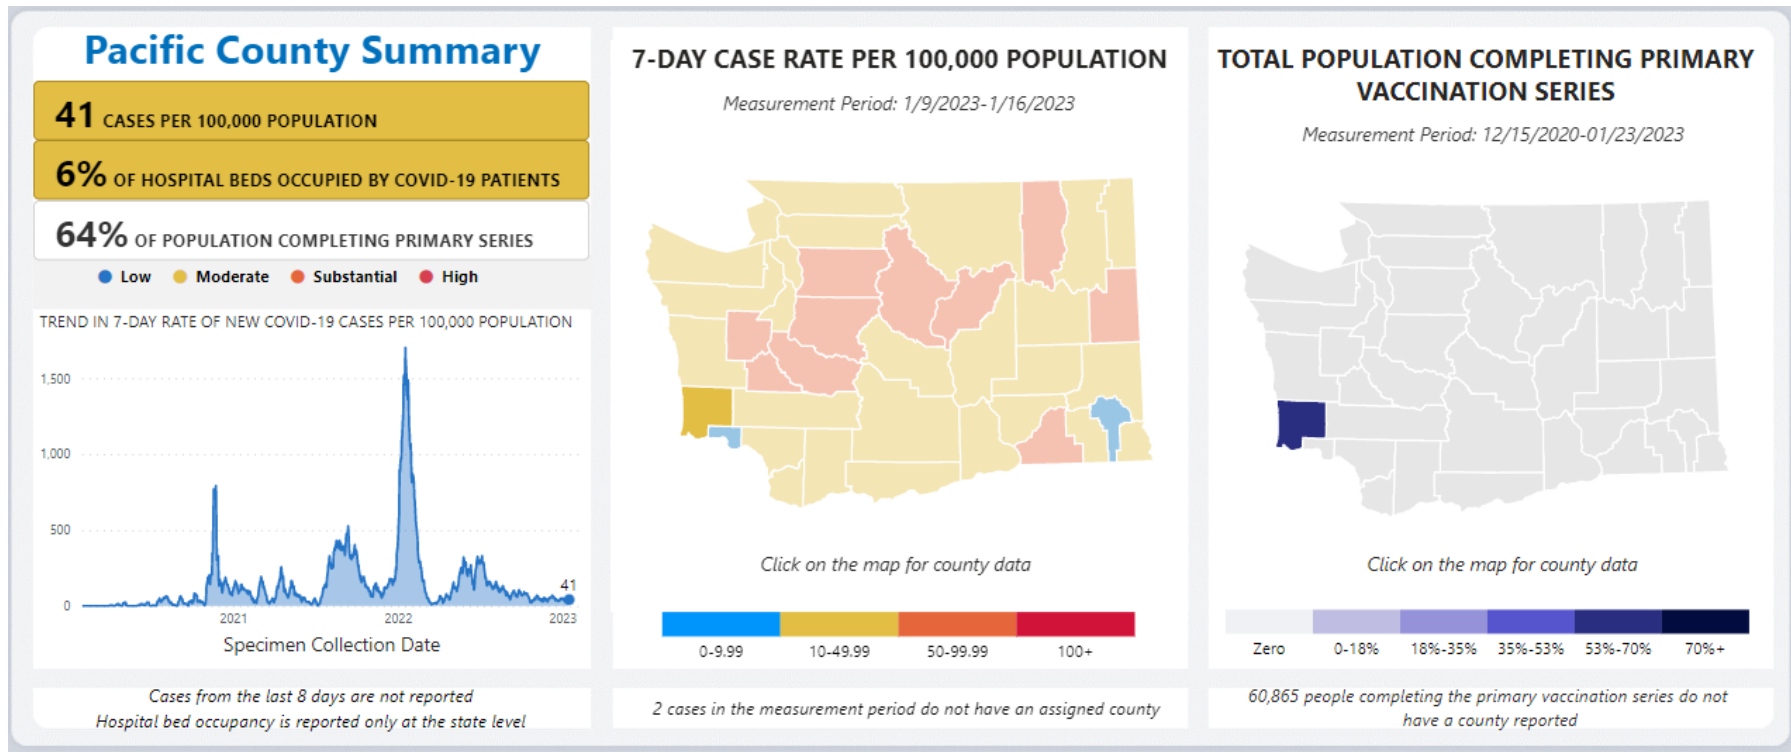 Pacific County Summary
41 CASES PER 100,000 POPULATION
6% OF HOSPITAL BEDS OCCUPIED BY COVID-19 PATIENTS
64% OF POPULATION COMPLETING PRIMARY SERIES
Low Moderate Substantial High
TREND IN 7-DAY RATE OF NEW COVID-19 CASES PER 100,000 POPULATION
1,500
1,000
500
0
41
2021 2022 2023
Specimen Collection Date
Cases from the last 8 days are not reported
Hospital bed occupancy is reported only at the state level
7-DAY CASE RATE PER 100,000 POPULATION
Measurement Period: 1/9/2023-1/16/2023
Click on the map for county data
0-9.99 10-49.99 50-99.99 100+
2 cases in the measurement period do not have an assigned county
TOTAL POPULATION COMPLETING PRIMARY
VACCINATION SERIES
Measurement Period: 12/15/2020-01/23/2023
Click on the map for county data
Zero 0-18% 18%-35% 35%-53% 53%-70% 70%+
60,865 people completing the primary vaccination series do not
have a county reported